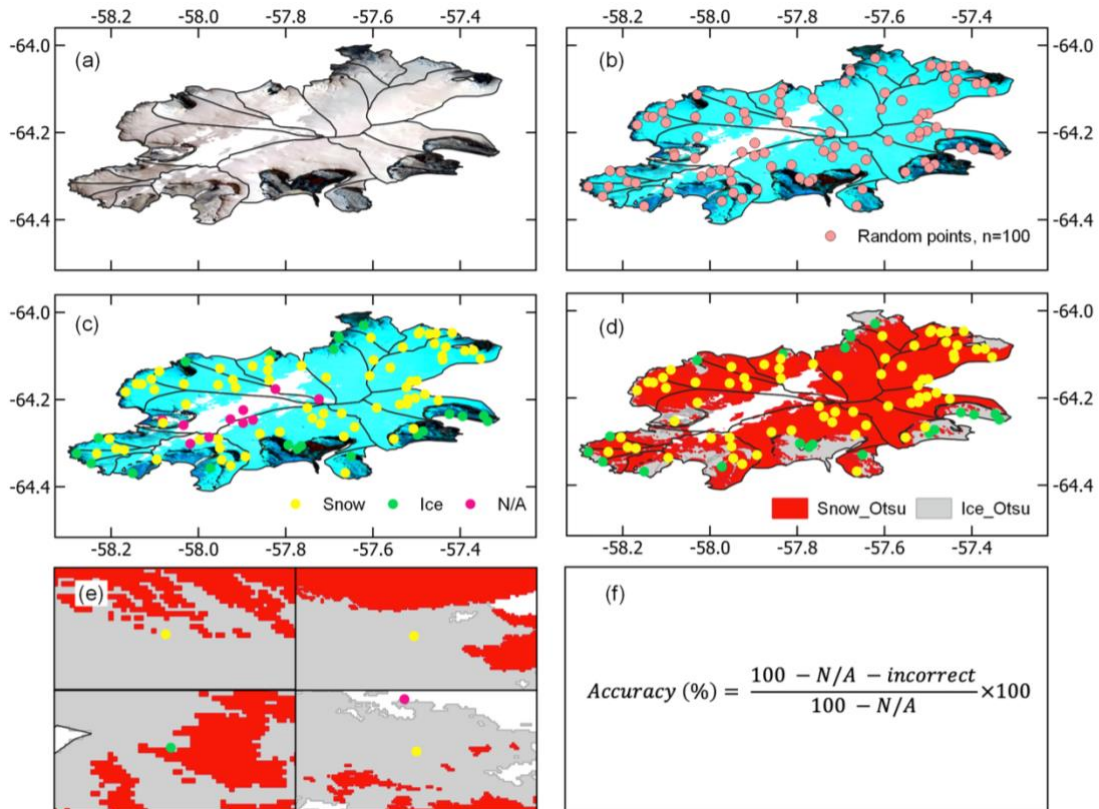 -58.2 -58.0 -57.8 -57.6 -57.4
-58.2 -58.0 -57.8 -57.6 -57.4
-64.0
-64.2
-64.4
(a)
(b)
Random points, n=100
-64.0
-64.2
-64.4
-64.0
-64.2
-64.4
(c)
Snow Ice N/A
(d)
Snow_Otsu Ice_Otsu
-64.0
-64.2
-64.4
-58.2 -58.0 -57.8 -57.6 -57.4
-58.2 -58.0 -57.8 -57.6 -57.4
(e)
(f)
Accuracy (%) = 100 − N/A − incorrect / 100 − N/A ×100